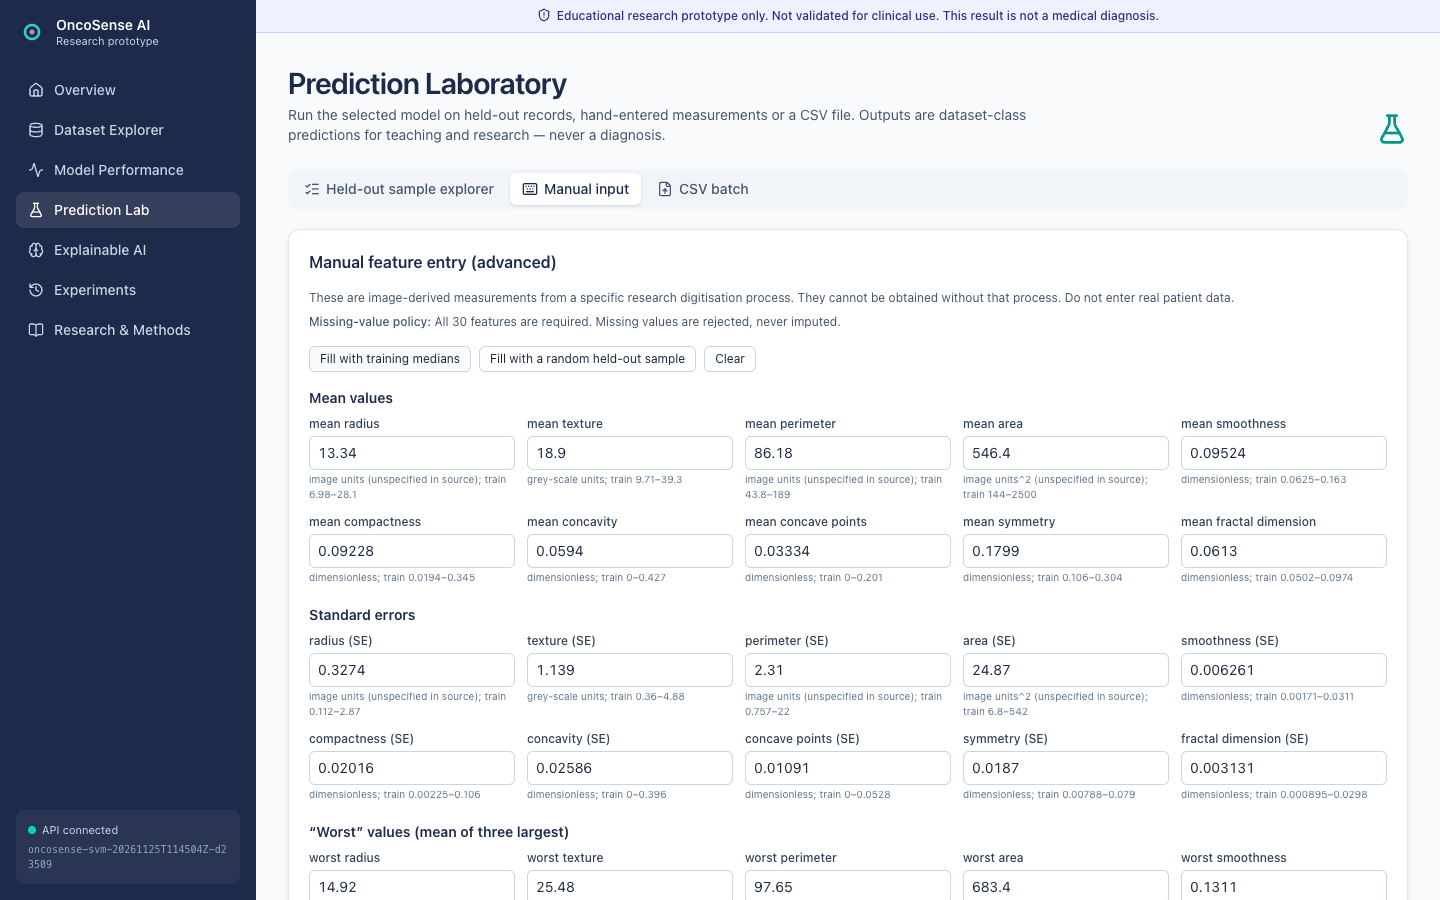 OncoSense AI
Research prototype
Overview
Dataset Explorer
Model Performance
Prediction Lab
Explainable AI
Experiments
Research & Methods
API connected
oncosense-svm-20261125T114504Z-d2
3509
Educational research prototype only. Not validated for clinical use. This result is not a medical diagnosis.
Prediction Laboratory
Run the selected model on held-out records, hand-entered measurements or a CSV file. Outputs are dataset-class
predictions for teaching and research — never a diagnosis.
Held-out sample explorer
Manual input
CSV batch
Manual feature entry (advanced)
These are image-derived measurements from a specific research digitisation process. They cannot be obtained without that process. Do not enter real patient data.
Missing-value policy: All 30 features are required. Missing values are rejected, never imputed.
Fill with training medians
Fill with a random held-out sample
Clear
Mean values
mean radius
13.34
image units (unspecified in source); train
6.98–28.1
mean texture
18.9
grey-scale units; train 9.71–39.3
mean perimeter
86.18
image units (unspecified in source); train
43.8–189
mean area
546.4
image units^2 (unspecified in source);
train 144–2500
mean smoothness
0.09524
dimensionless; train 0.0625–0.163
mean compactness
0.09228
dimensionless; train 0.0194–0.345
mean concavity
0.0594
dimensionless; train 0–0.427
mean concave points
0.03334
dimensionless; train 0–0.201
mean symmetry
0.1799
dimensionless; train 0.106–0.304
mean fractal dimension
0.0613
dimensionless; train 0.0502–0.0974
Standard errors
radius (SE)
0.3274
image units (unspecified in source); train
0.112–2.87
texture (SE)
1.139
grey-scale units; train 0.36–4.88
perimeter (SE)
2.31
image units (unspecified in source); train
0.757–22
area (SE)
24.87
image units^2 (unspecified in source);
train 6.8–542
smoothness (SE)
0.006261
dimensionless; train 0.00171–0.0311
compactness (SE)
0.02016
dimensionless; train 0.00225–0.106
concavity (SE)
0.02586
dimensionless; train 0–0.396
concave points (SE)
0.01091
dimensionless; train 0–0.0528
symmetry (SE)
0.0187
dimensionless; train 0.00788–0.079
fractal dimension (SE)
0.003131
dimensionless; train 0.000895–0.0298
“Worst” values (mean of three largest)
worst radius
14.92
worst texture
25.48
worst perimeter
97.65
worst area
683.4
worst smoothness
0.1311